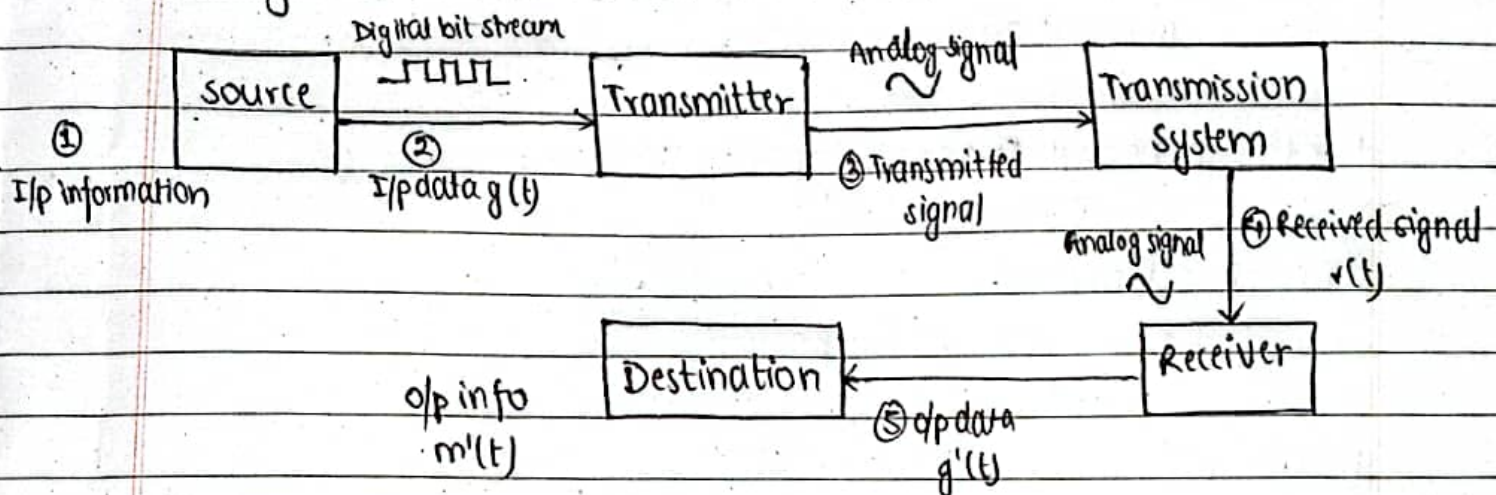 Digital bit stream
Analog signal
source
Transmitter
Transmission
system
①
I/p information
②
I/p data g(t)
③ Transmitted
signal
Analog signal
④ Received signal
r(t)
Destination
Receiver
o/p info
m'(t)
⑤ o/p data
g'(t)